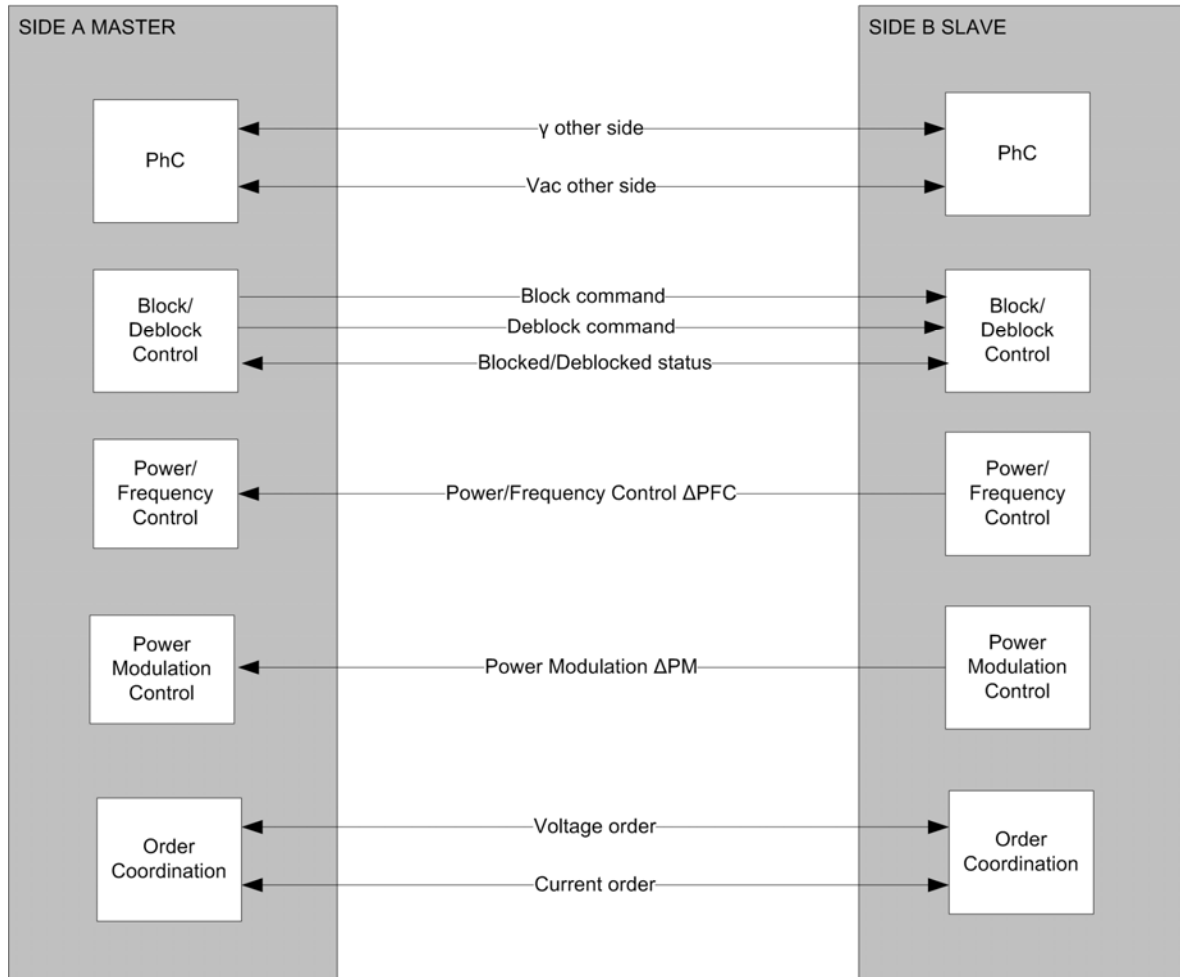 SIDE A MASTER
SIDE B SLAVE
PhC
γ other side
Vac other side
PhC
Block/
Deblock
Control
Block command
Deblock command
Blocked/Deblocked status
Block/
Deblock
Control
Power/
Frequency
Control
Power/Frequency Control ΔPFC
Power/
Frequency
Control
Power
Modulation
Control
Power Modulation ΔPM
Power
Modulation
Control
Order
Coordination
Voltage order
Current order
Order
Coordination